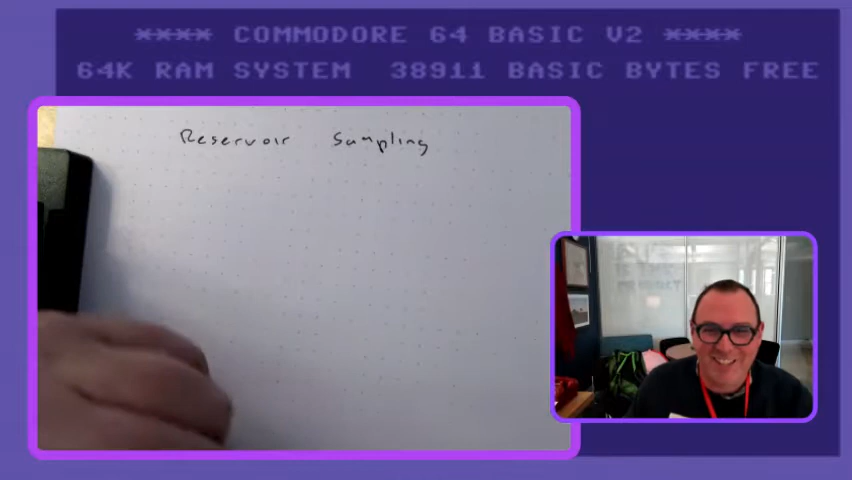 **** COMMODORE 64 BASIC V2 ****
64K RAM SYSTEM 38911 BASIC BYTES FREE
Reservoir Sampling